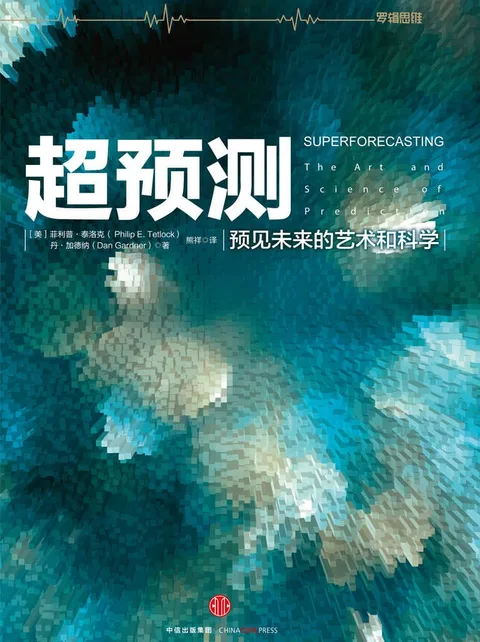 罗辑思维
超预测
SUPERFORECASTING
The Art and
Science of
Prediction
[美]菲利普·泰洛克( Philip E. Tetlock)
丹·加德纳(Dan Gardner)◎著
熊祥◎译
预见未来的艺术和科学
中信出版集团 CHINA CITIC PRESS